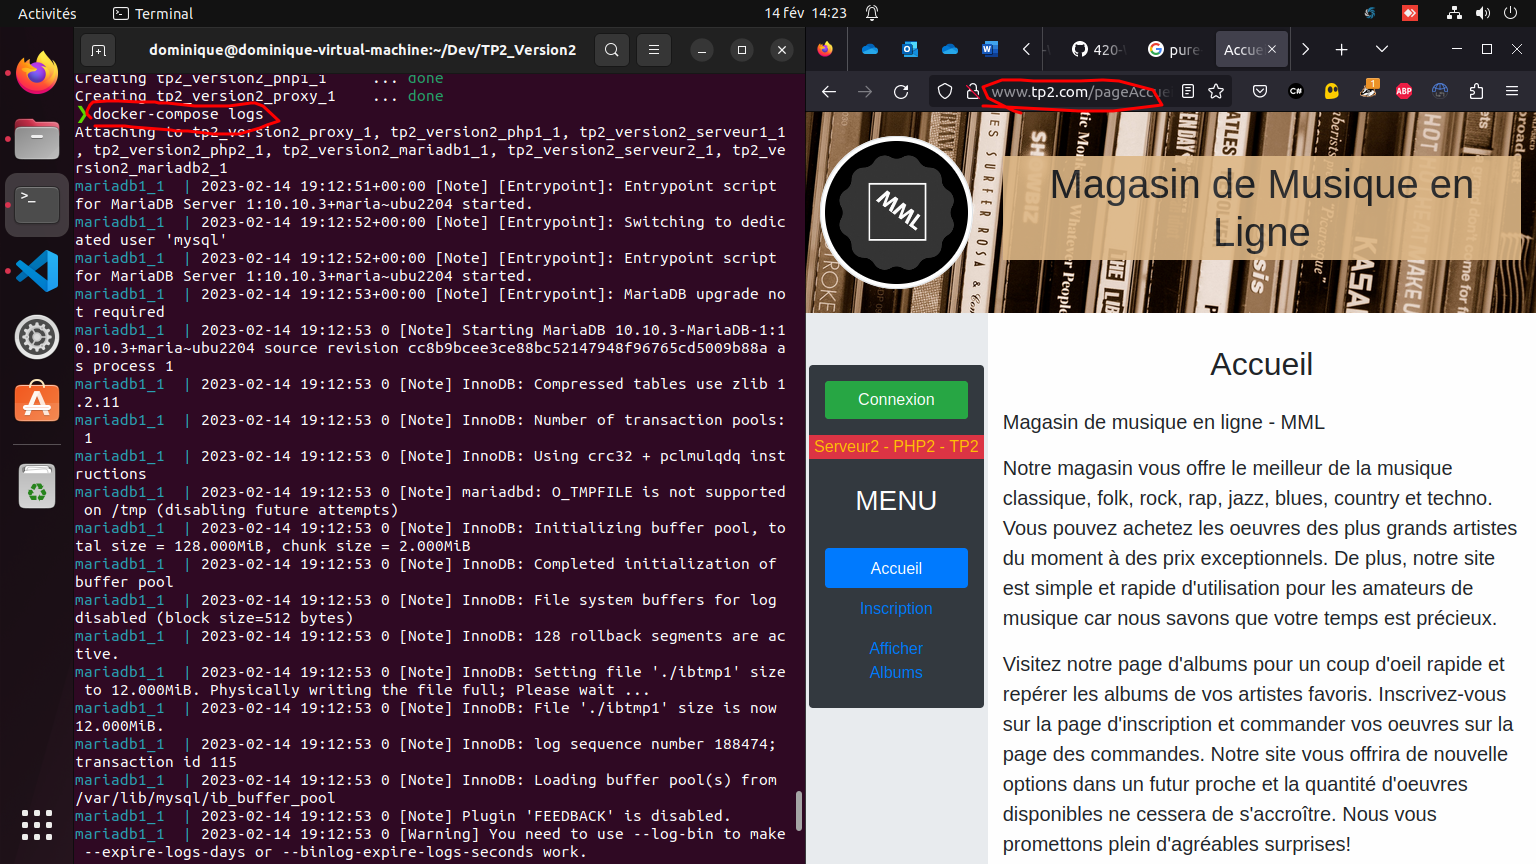 Activités
Terminal
14 fév 14:23
dominique@dominique-virtual-machine:~/Dev/TP2_Version2
Creating tp2_version2_php1_1 ... done
Creating tp2_version2_proxy_1 ... done
❯ docker-compose logs
Attaching to tp2_version2_proxy_1, tp2_version2_php1_1, tp2_version2_serveur1_1
, tp2_version2_php2_1, tp2_version2_mariadb1_1, tp2_version2_serveur2_1, tp2_ve
rsion2_mariadb2_1
mariadb1_1 | 2023-02-14 19:12:51+00:00 [Note] [Entrypoint]: Entrypoint script
for MariaDB Server 1:10.10.3+maria~ubu2204 started.
mariadb1_1 | 2023-02-14 19:12:52+00:00 [Note] [Entrypoint]: Switching to dedic
ated user 'mysql'
mariadb1_1 | 2023-02-14 19:12:52+00:00 [Note] [Entrypoint]: Entrypoint script
for MariaDB Server 1:10.10.3+maria~ubu2204 started.
mariadb1_1 | 2023-02-14 19:12:53+00:00 [Note] [Entrypoint]: MariaDB upgrade no
t required
mariadb1_1 | 2023-02-14 19:12:53 0 [Note] Starting MariaDB 10.10.3-MariaDB-1:1
0.10.3+maria~ubu2204 source revision cc8b9bcee3ce88bc52147948f96765cd5009b88a a
s process 1
mariadb1_1 | 2023-02-14 19:12:53 0 [Note] InnoDB: Compressed tables use zlib 1
.2.11
mariadb1_1 | 2023-02-14 19:12:53 0 [Note] InnoDB: Number of transaction pools:
1
mariadb1_1 | 2023-02-14 19:12:53 0 [Note] InnoDB: Using crc32 + pclmulqdq inst
ructions
mariadb1_1 | 2023-02-14 19:12:53 0 [Note] mariadbd: O_TMPFILE is not supported
on /tmp (disabling future attempts)
mariadb1_1 | 2023-02-14 19:12:53 0 [Note] InnoDB: Initializing buffer pool, to
tal size = 128.000MiB, chunk size = 2.000MiB
mariadb1_1 | 2023-02-14 19:12:53 0 [Note] InnoDB: Completed initialization of
buffer pool
mariadb1_1 | 2023-02-14 19:12:53 0 [Note] InnoDB: File system buffers for log
disabled (block size=512 bytes)
mariadb1_1 | 2023-02-14 19:12:53 0 [Note] InnoDB: 128 rollback segments are ac
tive.
mariadb1_1 | 2023-02-14 19:12:53 0 [Note] InnoDB: Setting file './ibtmp1' size
to 12.000MiB. Physically writing the file full; Please wait ...
mariadb1_1 | 2023-02-14 19:12:53 0 [Note] InnoDB: File './ibtmp1' size is now
12.000MiB.
mariadb1_1 | 2023-02-14 19:12:53 0 [Note] InnoDB: log sequence number 188474;
transaction id 115
mariadb1_1 | 2023-02-14 19:12:53 0 [Note] InnoDB: Loading buffer pool(s) from
/var/lib/mysql/ib_buffer_pool
mariadb1_1 | 2023-02-14 19:12:53 0 [Note] Plugin 'FEEDBACK' is disabled.
mariadb1_1 | 2023-02-14 19:12:53 0 [Warning] You need to use --log-bin to make
--expire-logs-days or --binlog-expire-logs-seconds work.
420-
pure
Accue
www.tp2.com/pageAccue
C#
1
ABP
MML
Magasin de Musique en
Ligne
LES SURFER ROSA &
SHOWBIZ
THE LIB
KASA
MAKE
HOT
Connexion
Serveur2 - PHP2 - TP2
MENU
Accueil
Inscription
Afficher
Albums
Accueil
Magasin de musique en ligne - MML
Notre magasin vous offre le meilleur de la musique
classique, folk, rock, rap, jazz, blues, country et techno.
Vous pouvez achetez les oeuvres des plus grands artistes
du moment à des prix exceptionnels. De plus, notre site
est simple et rapide d'utilisation pour les amateurs de
musique car nous savons que votre temps est précieux.
Visitez notre page d'albums pour un coup d'oeil rapide et
repérer les albums de vos artistes favoris. Inscrivez-vous
sur la page d'inscription et commander vos oeuvres sur la
page des commandes. Notre site vous offrira de nouvelle
options dans un futur proche et la quantité d'oeuvres
disponibles ne cessera de s'accroître. Nous vous
promettons plein d'agréables surprises!